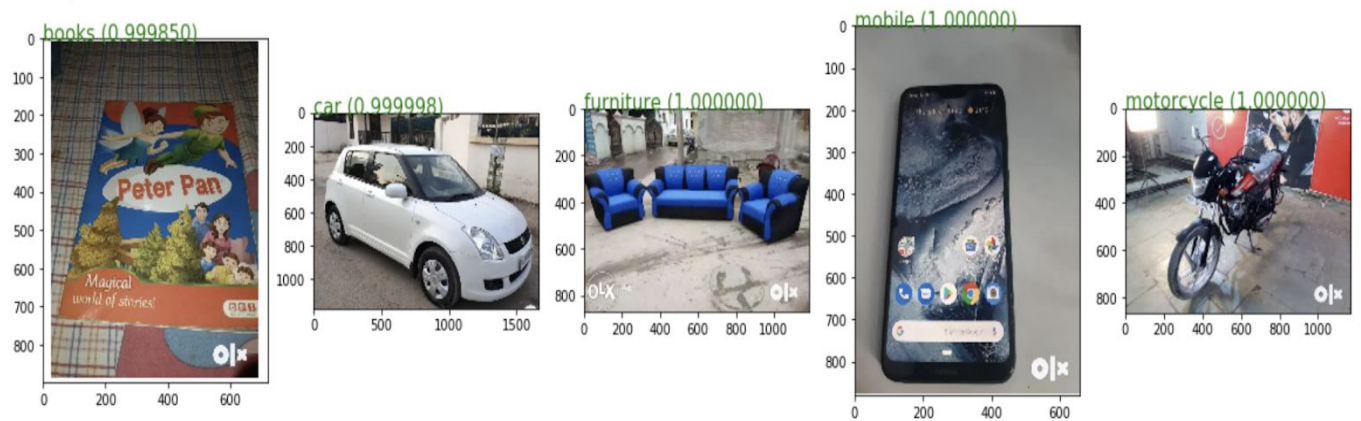 books (0.999850)
0
100
200
300
400
500
600
700
800
0 200 400 600
Peter Pan
Magical
world of stories!
olx
car (0.999998)
0
200
400
600
800
1000
0 500 1000 1500
furniture (1.000000)
0
200
400
600
800
0 200 400 600 800 1000
OLX
olx
mobile (1.000000)
0
100
200
300
400
500
600
700
800
0 200 400 600
olx
motorcycle (1.000000)
0
200
400
600
800
0 200 400 600 800 1000
olx